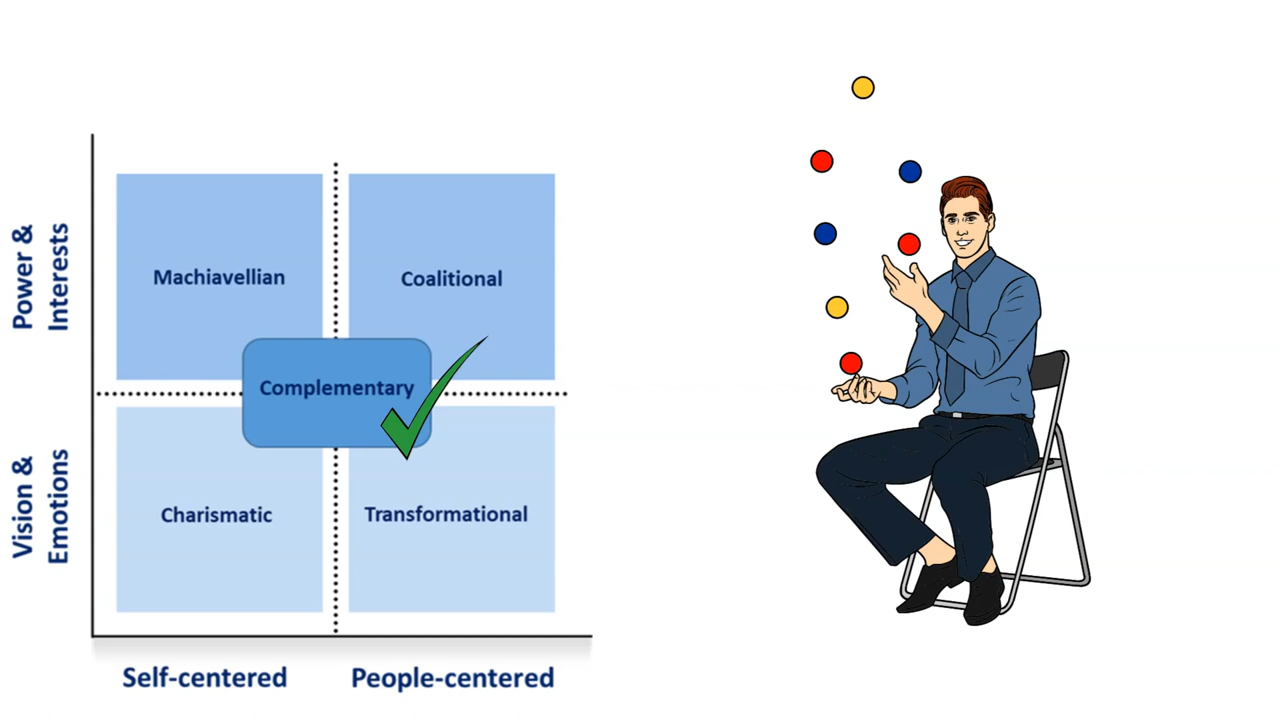 Power &
Interests
Machiavellian
Coalitional
Complementary
Vision &
Emotions
Charismatic
Transformational
Self-centered
People-centered